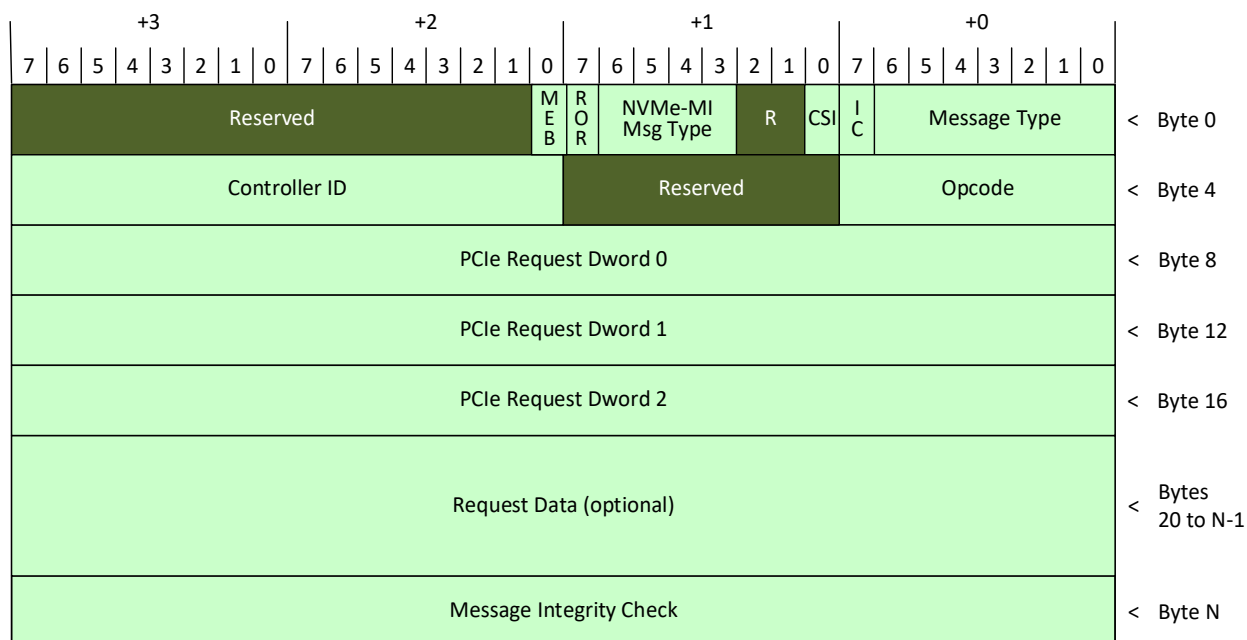 +3 +2 +1 +0
7 6 5 4 3 2 1 0 7 6 5 4 3 2 1 0 7 6 5 4 3 2 1 0 7 6 5 4 3 2 1 0
Reserved MEB ROR NVMe-MI Msg Type R CSI IC Message Type < Byte 0
Controller ID Reserved Opcode < Byte 4
PCIe Request Dword 0 < Byte 8
PCIe Request Dword 1 < Byte 12
PCIe Request Dword 2 < Byte 16
Request Data (optional) < Bytes 20 to N-1
Message Integrity Check < Byte N